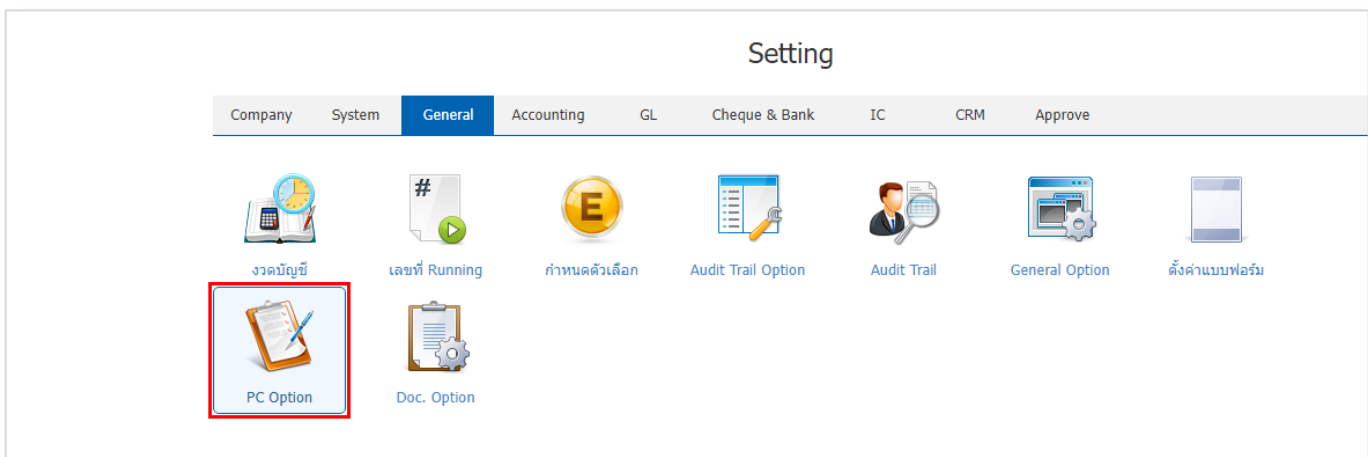 Setting
Company System General Accounting GL Cheque & Bank IC CRM Approve
#
E
งวดบัญชี เลขที่ Running กำหนดตัวเลือก Audit Trail Option Audit Trail General Option ตั้งค่าแบบฟอร์ม
PC Option Doc. Option